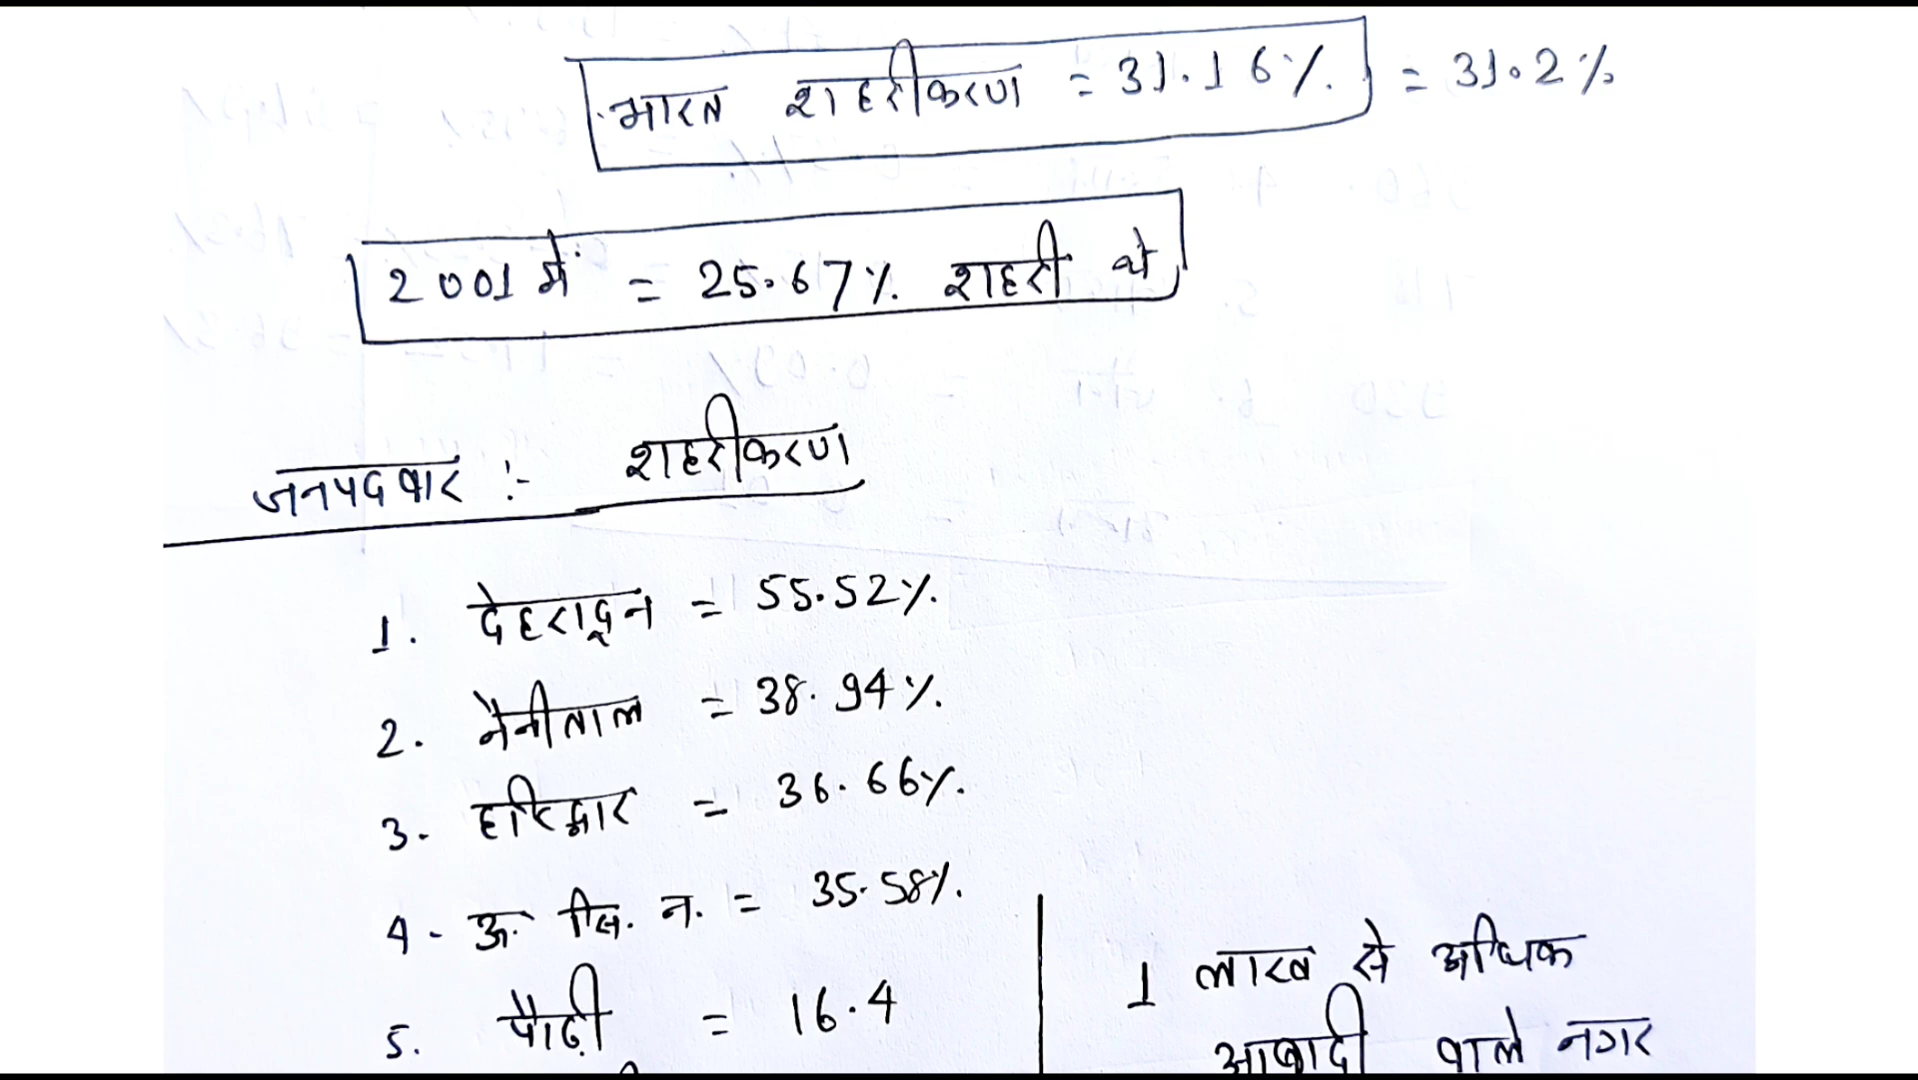 भारत शहरीकरण = 31.16% = 31.2%
2001 में = 25.67% शहरी थे
जनपदवार :- शहरीकरण
1. देहरादून = 55.52%
2. नैनीताल = 38.94%
3. हरिद्वार = 36.66%
4 - ऊ. सिं. न. = 35.58%
5. पौढ़ी = 16.4
1 लाख से अधिक
आबादी वाले नगर